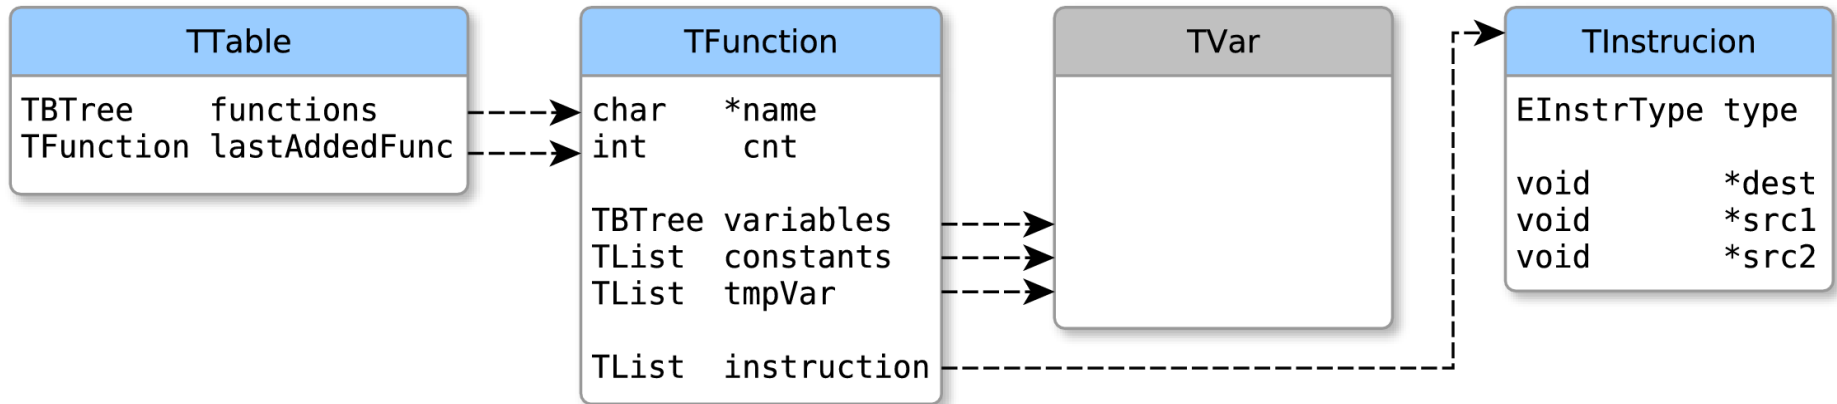 TTable
TBTree functions
TFunction lastAddedFunc
TFunction
char *name
int cnt
TBTree variables
TList constants
TList tmpVar
TList instruction
TVar
TInstrucion
EInstrType type
void *dest
void *src1
void *src2